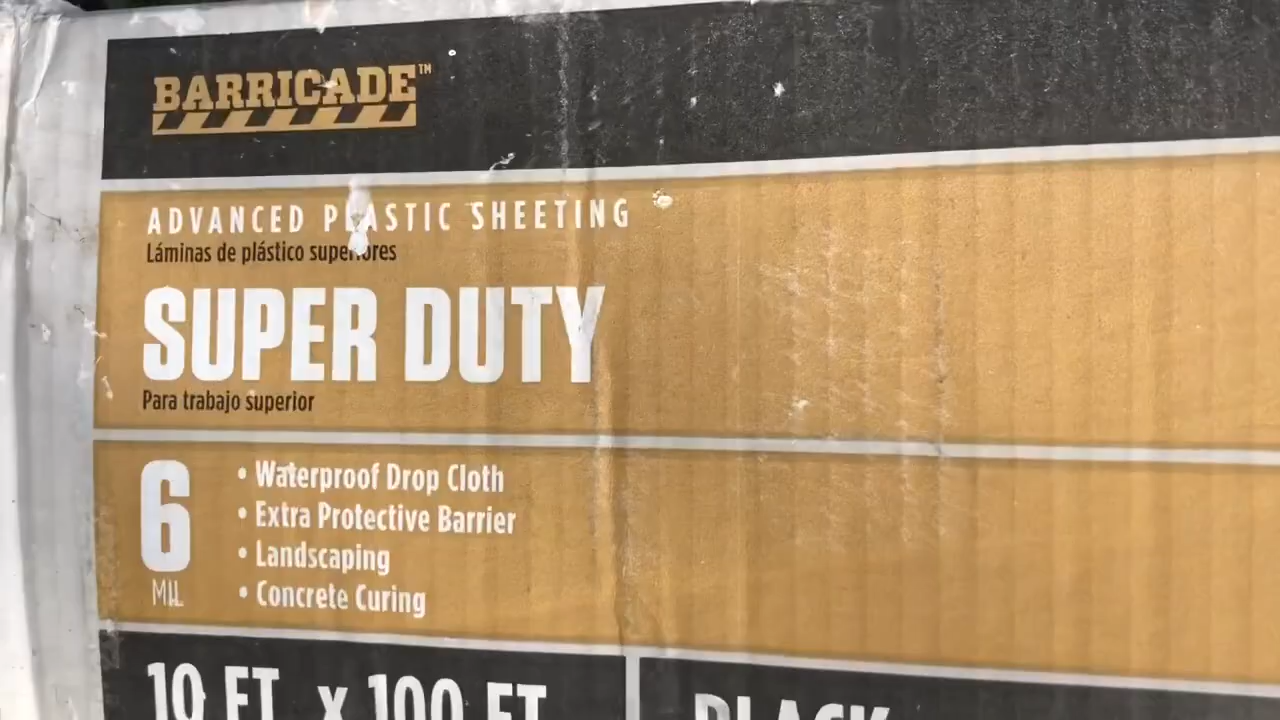 BARRICADE™
ADVANCED PLASTIC SHEETING
Láminas de plástico superiores
SUPER DUTY
Para trabajo superior
6
MIL
• Waterproof Drop Cloth
• Extra Protective Barrier
• Landscaping
• Concrete Curing
10 FT x 100 FT
BLACK